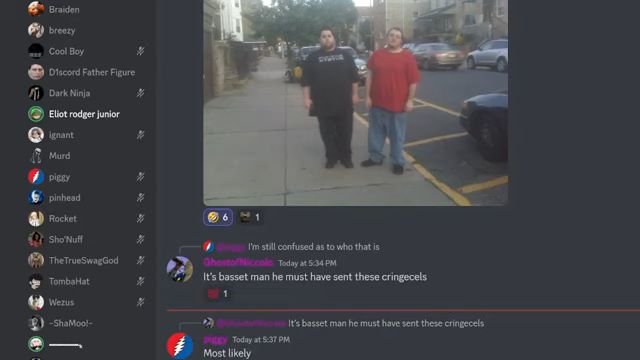 Braiden
breezy
Cool Boy
D1scord Father Figure
Dark Ninja
Eliot rodger junior
ignant
Murd
piggy
pinhead
Rocket
Sho'Nuff
TheTrueSwagGod
TombaHat
Wezus
-ShaMoo!-
6
1
I'm still confused as to who that is
Today at 5:34 PM
It's basset man he must have sent these cringecels
1
It's basset man he must have sent these cringecels
piggy Today at 5:37 PM
Most likely